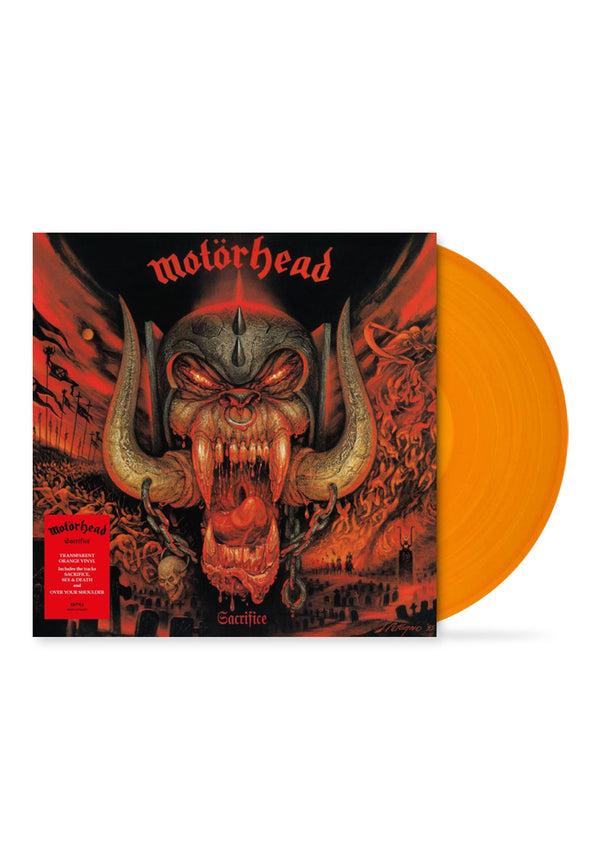 motörhead
Motörhead
Sacrifice
TRANSPARENT
ORANGE VINYL
Includes the tracks
SACRIFICE,
SEX & DEATH
and
OVER YOUR SHOULDER
Sacrifice